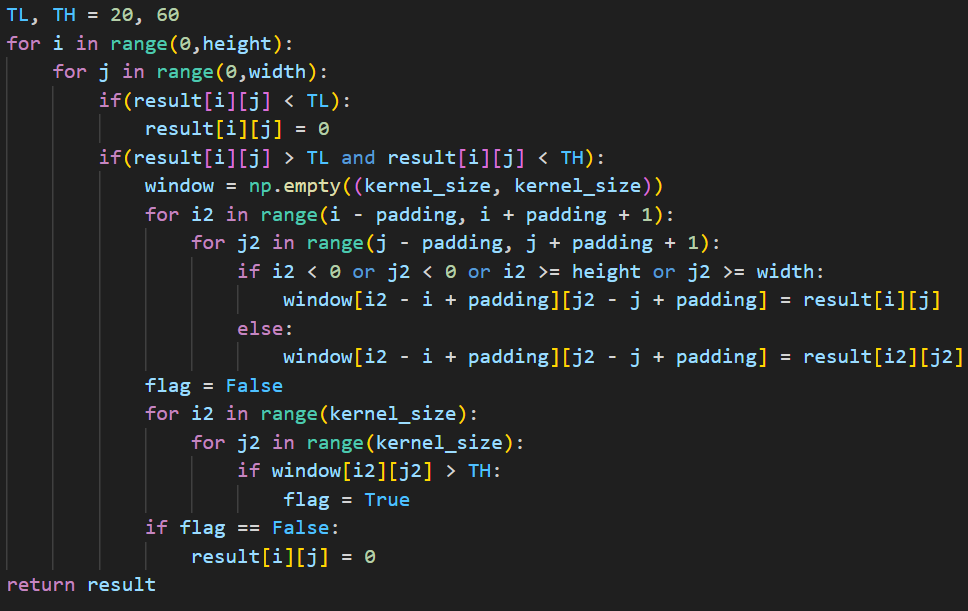 TL, TH = 20, 60
for i in range(0,height):
    for j in range(0,width):
        if(result[i][j] < TL):
            result[i][j] = 0
        if(result[i][j] > TL and result[i][j] < TH):
            window = np.empty((kernel_size, kernel_size))
            for i2 in range(i - padding, i + padding + 1):
                for j2 in range(j - padding, j + padding + 1):
                    if i2 < 0 or j2 < 0 or i2 >= height or j2 >= width:
                        window[i2 - i + padding][j2 - j + padding] = result[i][j]
                    else:
                        window[i2 - i + padding][j2 - j + padding] = result[i2][j2]
            flag = False
            for i2 in range(kernel_size):
                for j2 in range(kernel_size):
                    if window[i2][j2] > TH:
                        flag = True
            if flag == False:
                result[i][j] = 0
return result